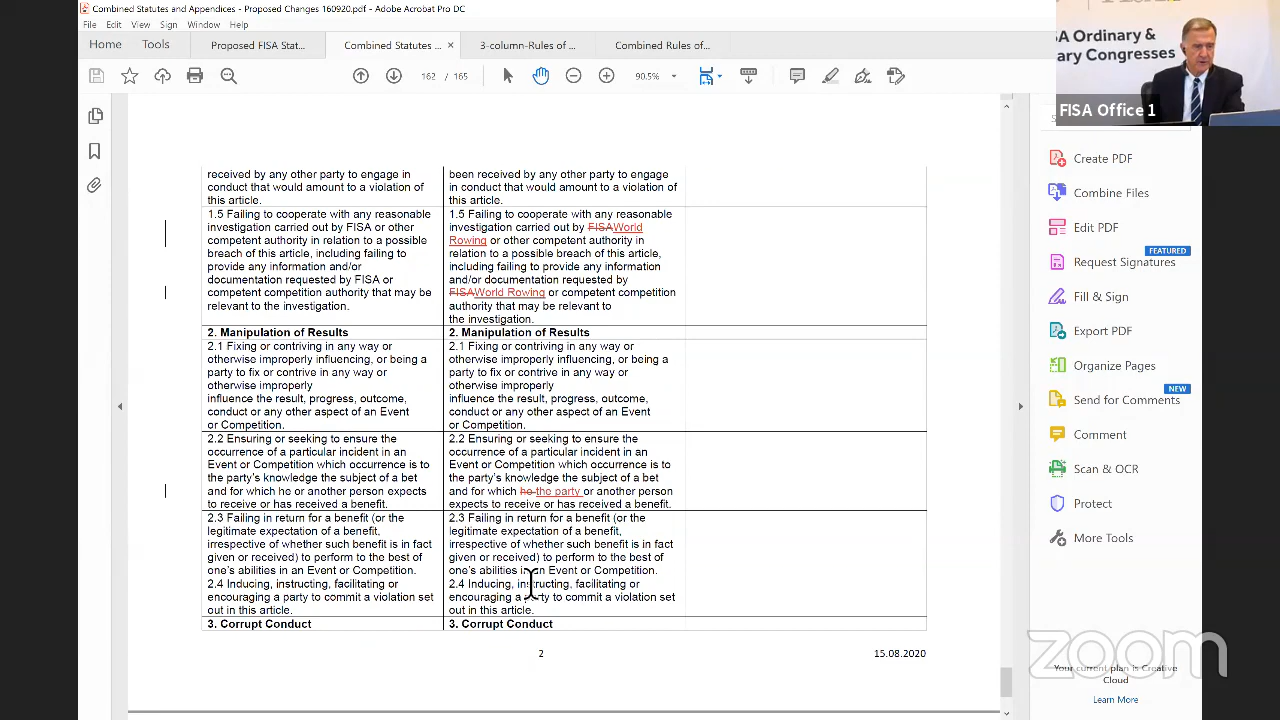 Combined Statutes and Appendices - Proposed Changes 160920.pdf - Adobe Acrobat Pro DC
File Edit View Sign Window Help
Home Tools Proposed FISA Stat... Combined Statutes ... × 3-column-Rules of ... Combined Rules of...
162 / 165 90.5%
SA Ordinary &
ary Congresses
FISA Office 1
received by any other party to engage in
conduct that would amount to a violation of
this article.
been received by any other party to engage
in conduct that would amount to a violation of
this article.
1.5 Failing to cooperate with any reasonable
investigation carried out by FISA or other
competent authority in relation to a possible
breach of this article, including failing to
provide any information and/or
documentation requested by FISA or
competent competition authority that may be
relevant to the investigation.
1.5 Failing to cooperate with any reasonable
investigation carried out by FISAWorld
Rowing or other competent authority in
relation to a possible breach of this article,
including failing to provide any information
and/or documentation requested by
FISAWorld Rowing or competent competition
authority that may be relevant to
the investigation.
2. Manipulation of Results
2. Manipulation of Results
2.1 Fixing or contriving in any way or
otherwise improperly influencing, or being a
party to fix or contrive in any way or
otherwise improperly
influence the result, progress, outcome,
conduct or any other aspect of an Event
or Competition.
2.1 Fixing or contriving in any way or
otherwise improperly influencing, or being a
party to fix or contrive in any way or
otherwise improperly
influence the result, progress, outcome,
conduct or any other aspect of an Event
or Competition.
2.2 Ensuring or seeking to ensure the
occurrence of a particular incident in an
Event or Competition which occurrence is to
the party's knowledge the subject of a bet
and for which he or another person expects
to receive or has received a benefit.
2.2 Ensuring or seeking to ensure the
occurrence of a particular incident in an
Event or Competition which occurrence is to
the party's knowledge the subject of a bet
and for which he the party or another person
expects to receive or has received a benefit.
2.3 Failing in return for a benefit (or the
legitimate expectation of a benefit,
irrespective of whether such benefit is in fact
given or received) to perform to the best of
one's abilities in an Event or Competition.
2.4 Inducing, instructing, facilitating or
encouraging a party to commit a violation set
out in this article.
2.3 Failing in return for a benefit (or the
legitimate expectation of a benefit,
irrespective of whether such benefit is in fact
given or received) to perform to the best of
one's abilities in an Event or Competition.
2.4 Inducing, instructing, facilitating or
encouraging a party to commit a violation set
out in this article.
3. Corrupt Conduct
3. Corrupt Conduct
2 15.08.2020
Create PDF
Combine Files
Edit PDF
FEATURED
Request Signatures
Fill & Sign
Export PDF
Organize Pages
NEW
Send for Comments
Comment
Scan & OCR
Protect
More Tools
zoom
Your current plan is Creative
Cloud
Learn More